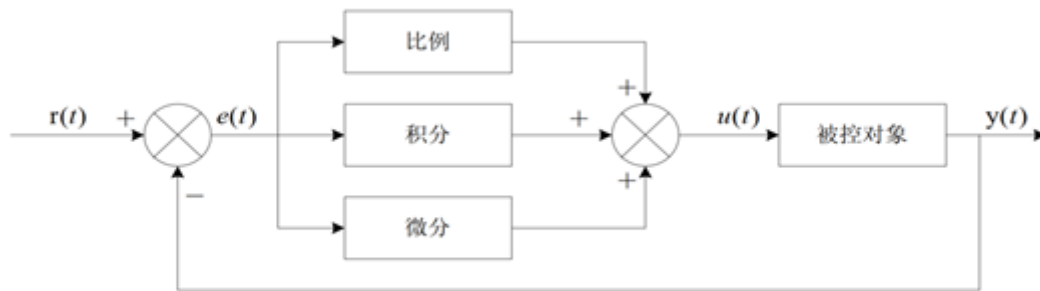 比例
r(t) + e(t) 积分 + + u(t) 被控对象 y(t)
− 微分 +